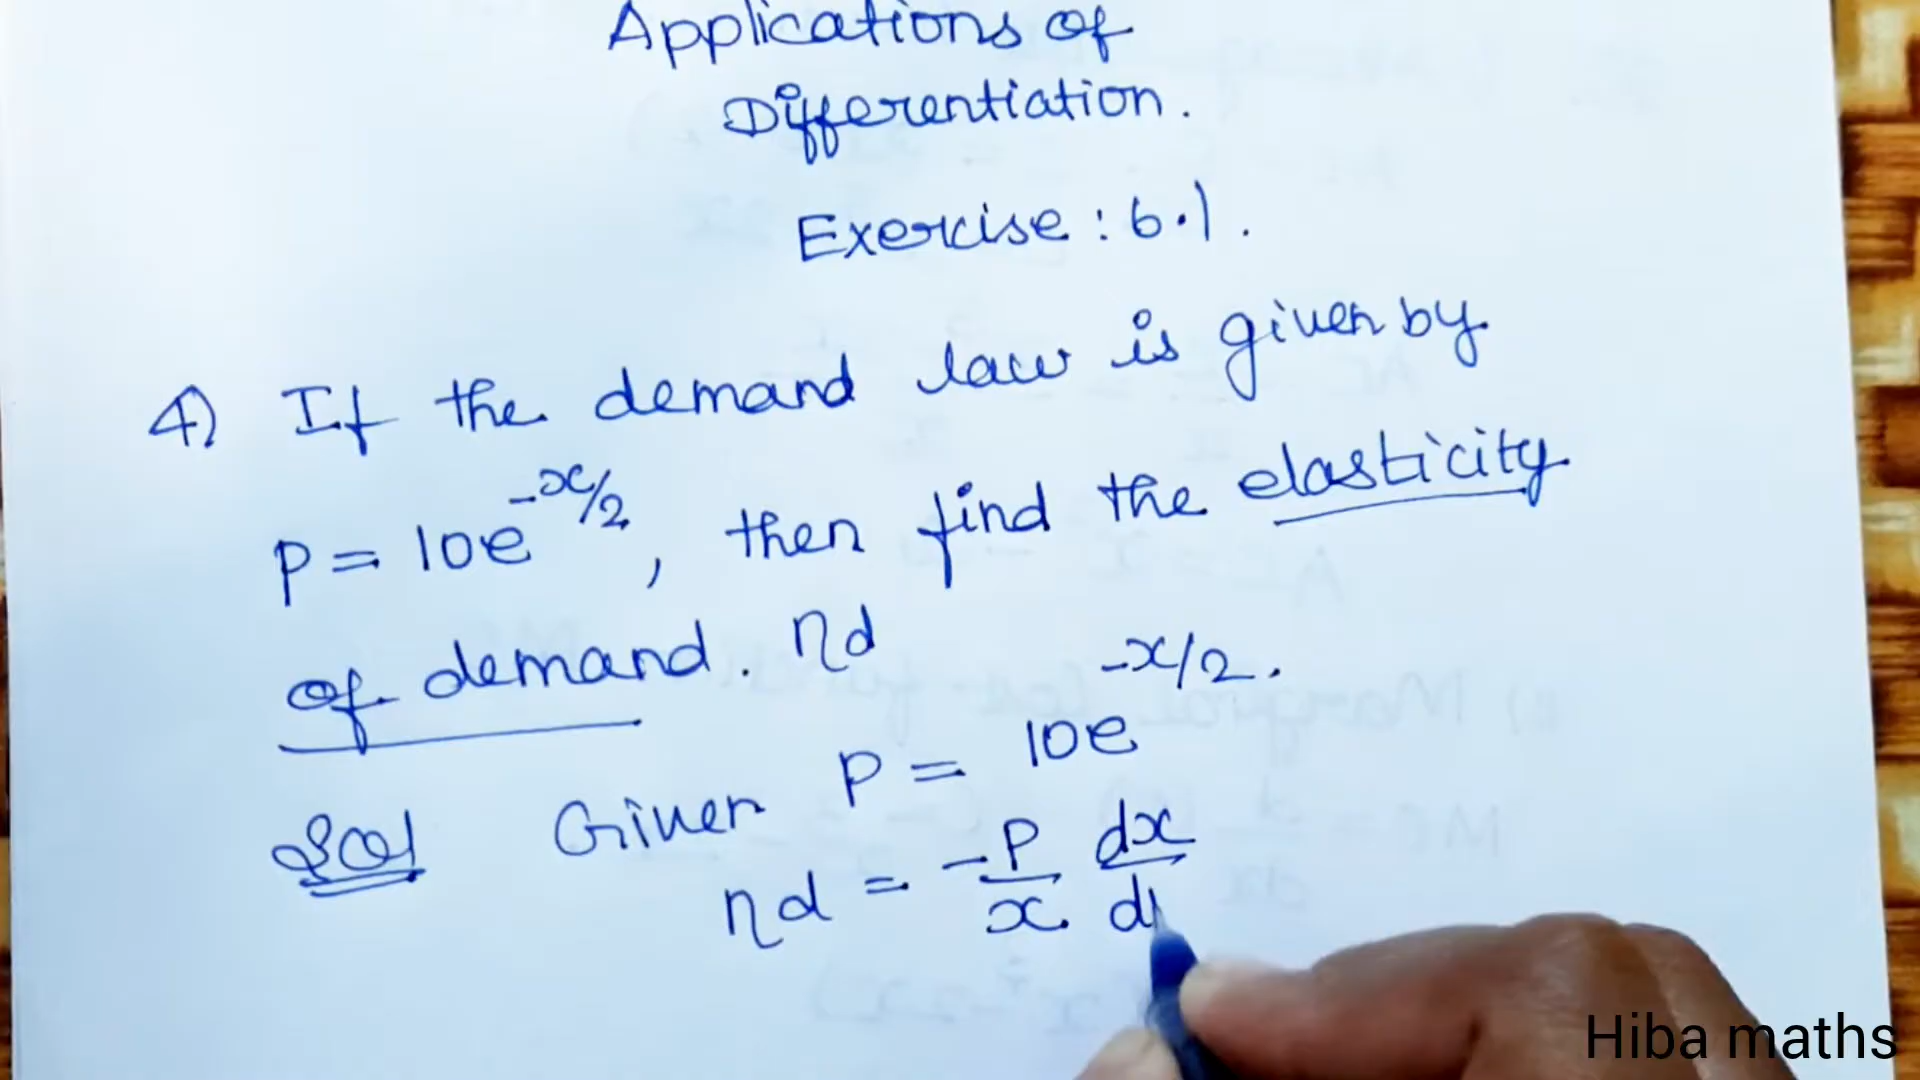 Applications of
Differentiation.
Exercise : 6.1.
4) If the demand law is given by
p = 10e^-x/2, then find the elasticity
of demand. ηd
Sol Given p = 10e^-x/2.
ηd = -p/x dx/d
Hiba maths